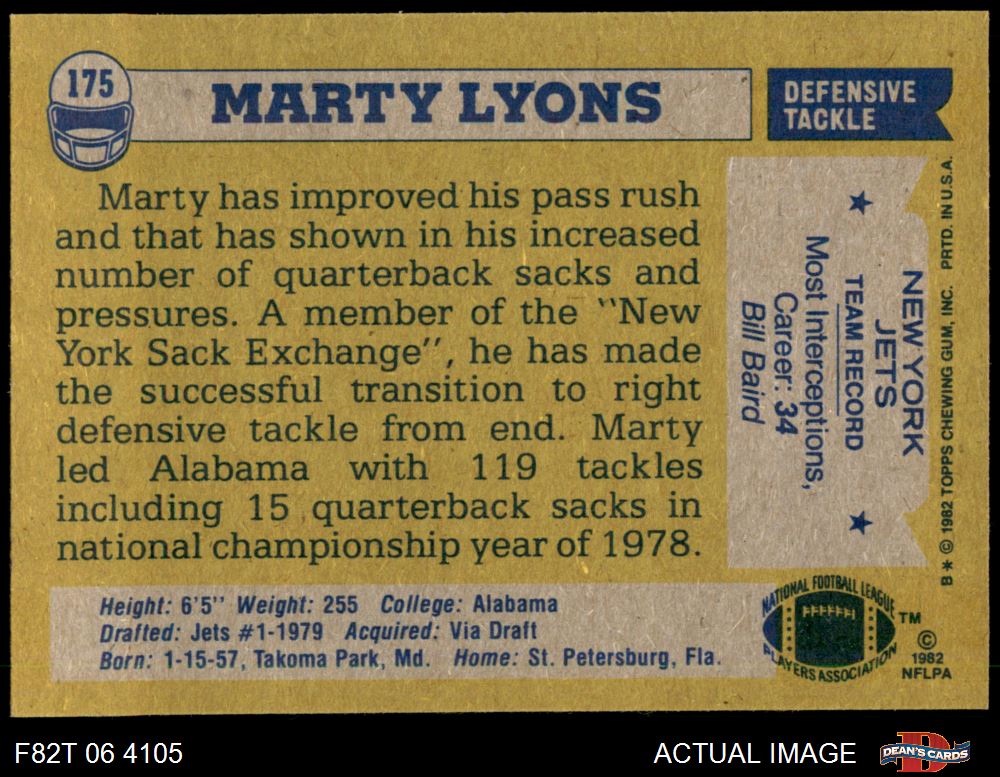 175
MARTY LYONS
DEFENSIVE
TACKLE
Marty has improved his pass rush
and that has shown in his increased
number of quarterback sacks and
pressures. A member of the "New
York Sack Exchange", he has made
the successful transition to right
defensive tackle from end. Marty
led Alabama with 119 tackles
including 15 quarterback sacks in
national championship year of 1978.
NEW YORK
JETS
★ TEAM RECORD ★
Most Interceptions,
Career: 34
Bill Baird
B* © 1982 TOPPS CHEWING GUM, INC. PRTD. IN U.S.A.
Height: 6'5" Weight: 255 College: Alabama
Drafted: Jets #1-1979 Acquired: Via Draft
Born: 1-15-57, Takoma Park, Md. Home: St. Petersburg, Fla.
NATIONAL FOOTBALL LEAGUE
PLAYERS ASSOCIATION
TM
©
1982
NFLPA
F82T 06 4105
ACTUAL IMAGE
DEAN'S CARDS